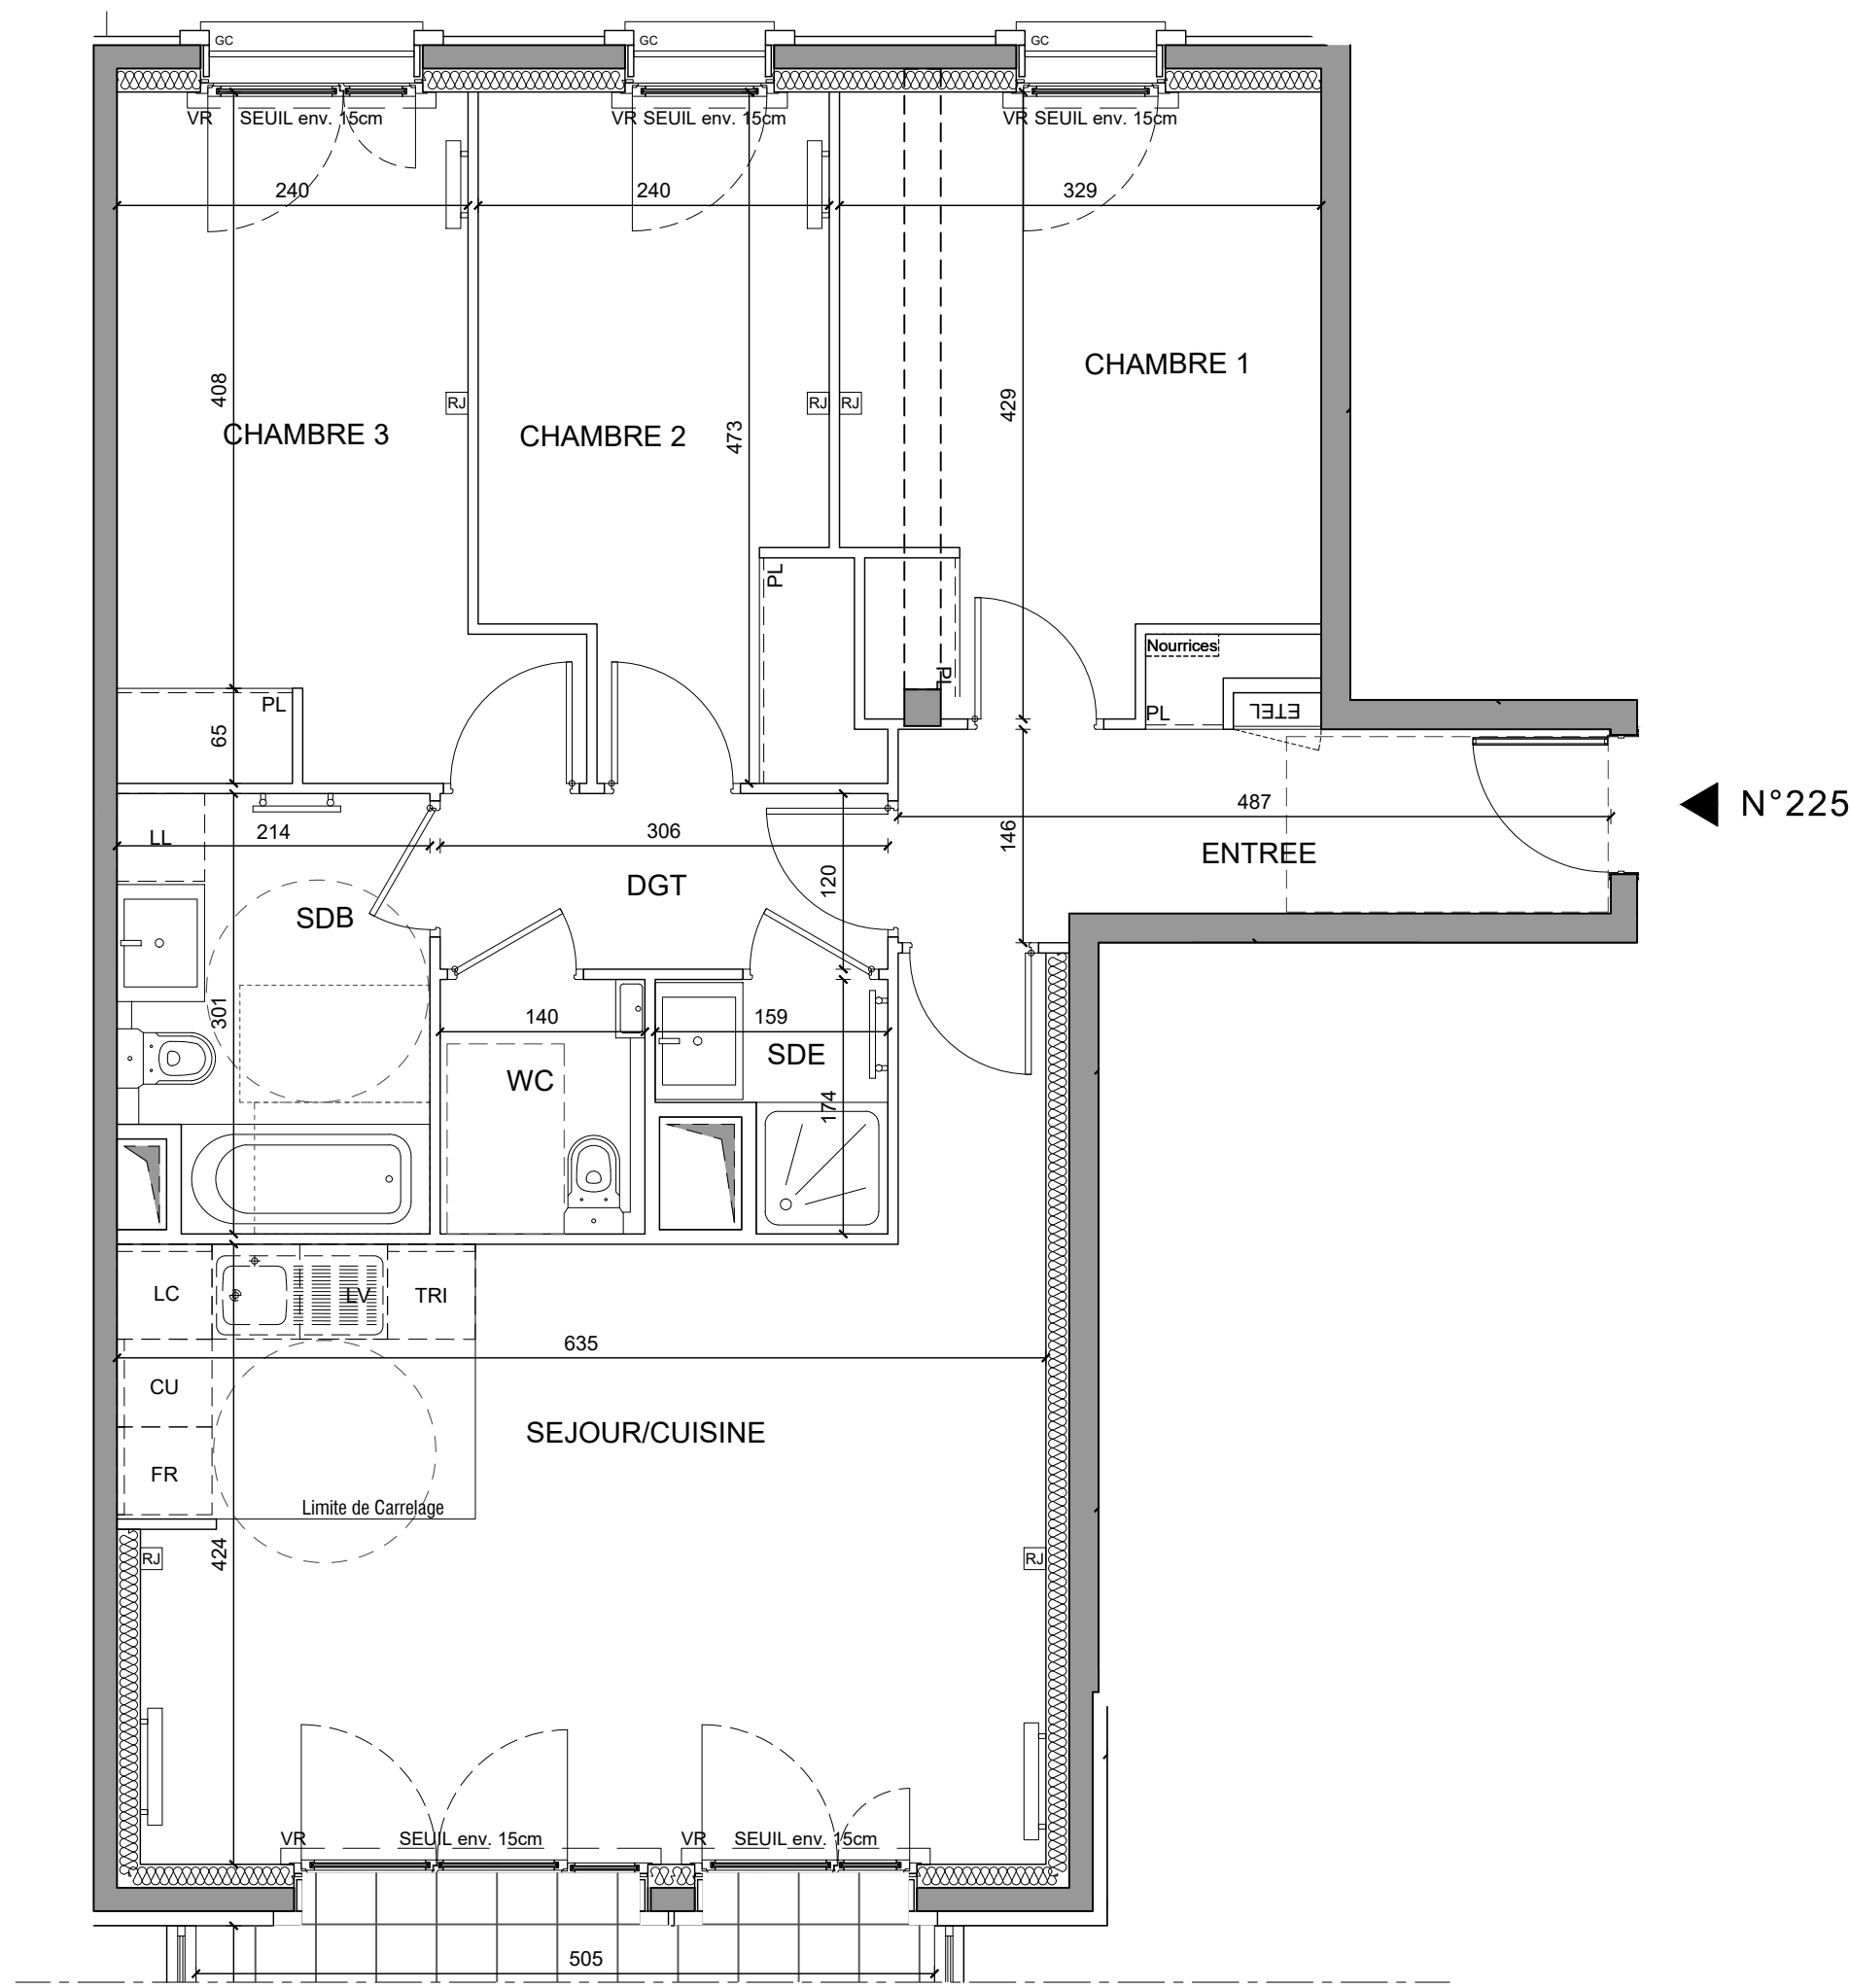 GC
GC
GC
VR SEUIL env. 15cm
VR SEUIL env. 15cm
VR SEUIL env. 15cm
240
240
329
408
CHAMBRE 3
RJ
CHAMBRE 2
473
RJ
RJ
429
CHAMBRE 1
PL
Nourrices
PL
PL
65
PL
ETEL
LL
214
306
120
146
487
N°225
ENTREE
DGT
SDB
301
140
159
SDE
WC
174
LC
LV
TRI
635
CU
SEJOUR/CUISINE
FR
Limite de Carrelage
424
RJ
RJ
VR
SEUIL env. 15cm
VR
SEUIL env. 15cm
505